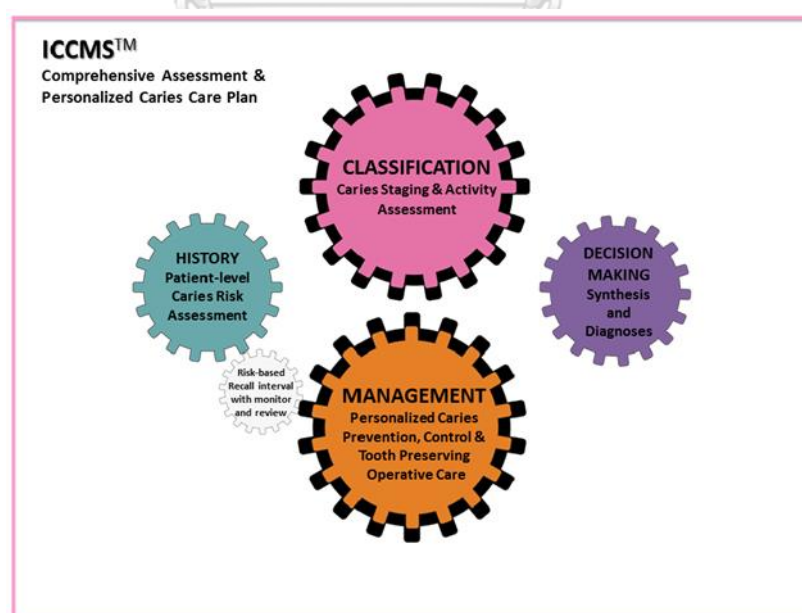 ICCMS™
Comprehensive Assessment &
Personalized Caries Care Plan
CLASSIFICATION
Caries Staging & Activity
Assessment
HISTORY
Patient-level
Caries Risk
Assessment
DECISION
MAKING
Synthesis
and
Diagnoses
Risk-based
Recall interval
with monitor
and review
MANAGEMENT
Personalized Caries
Prevention, Control &
Tooth Preserving
Operative Care